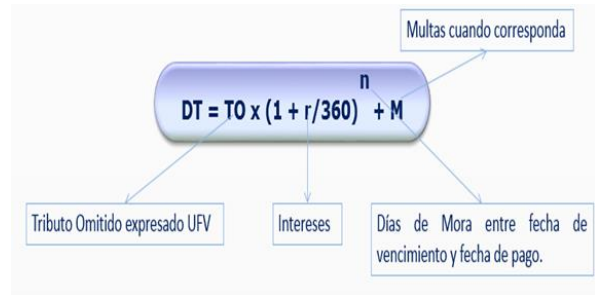 Multas cuando corresponda
n
DT = TO x (1 + r/360) + M
Tributo Omitido expresado UFV
Intereses
Días de Mora entre fecha de
vencimiento y fecha de pago.